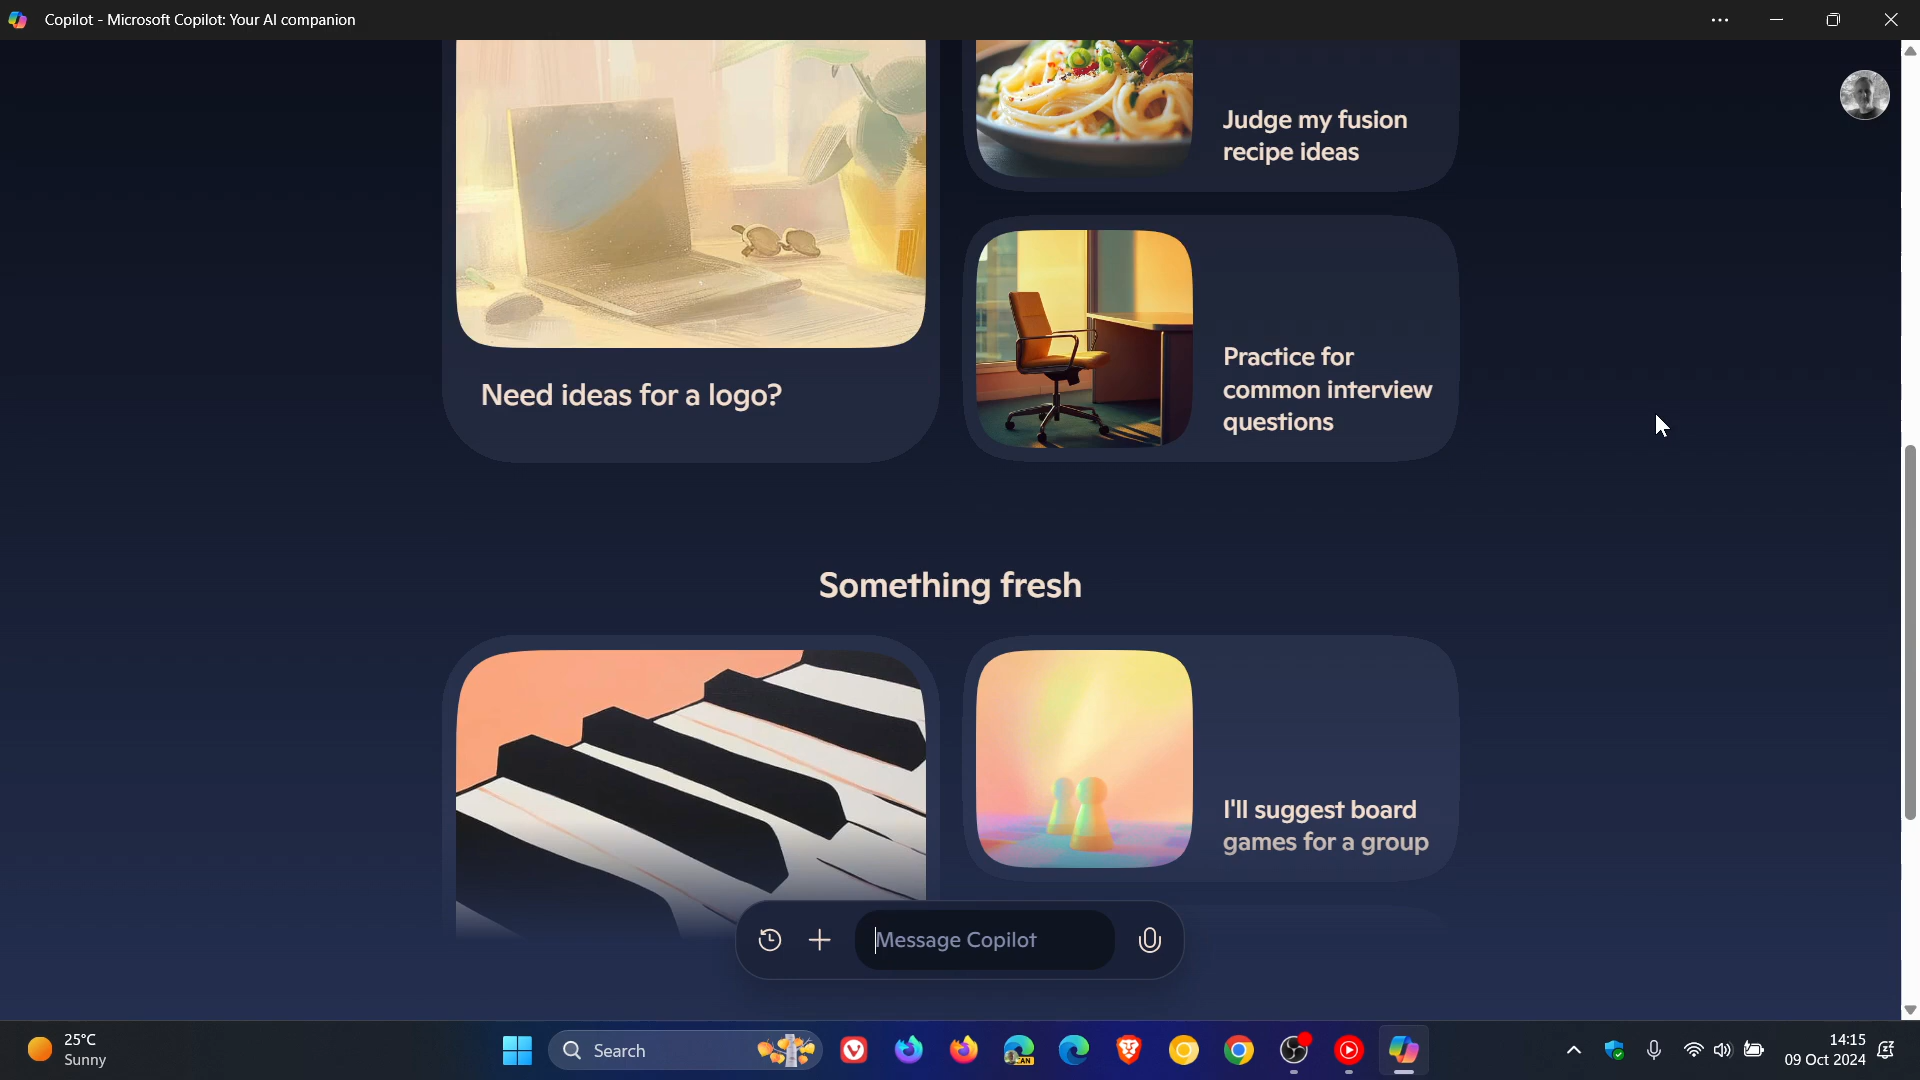 Copilot - Microsoft Copilot: Your AI companion
Judge my fusion
recipe ideas
Need ideas for a logo?
Practice for
common interview
questions
Something fresh
I'll suggest board
games for a group
Message Copilot
25°C
Sunny
Search
CAN
14:15
09 Oct 2024